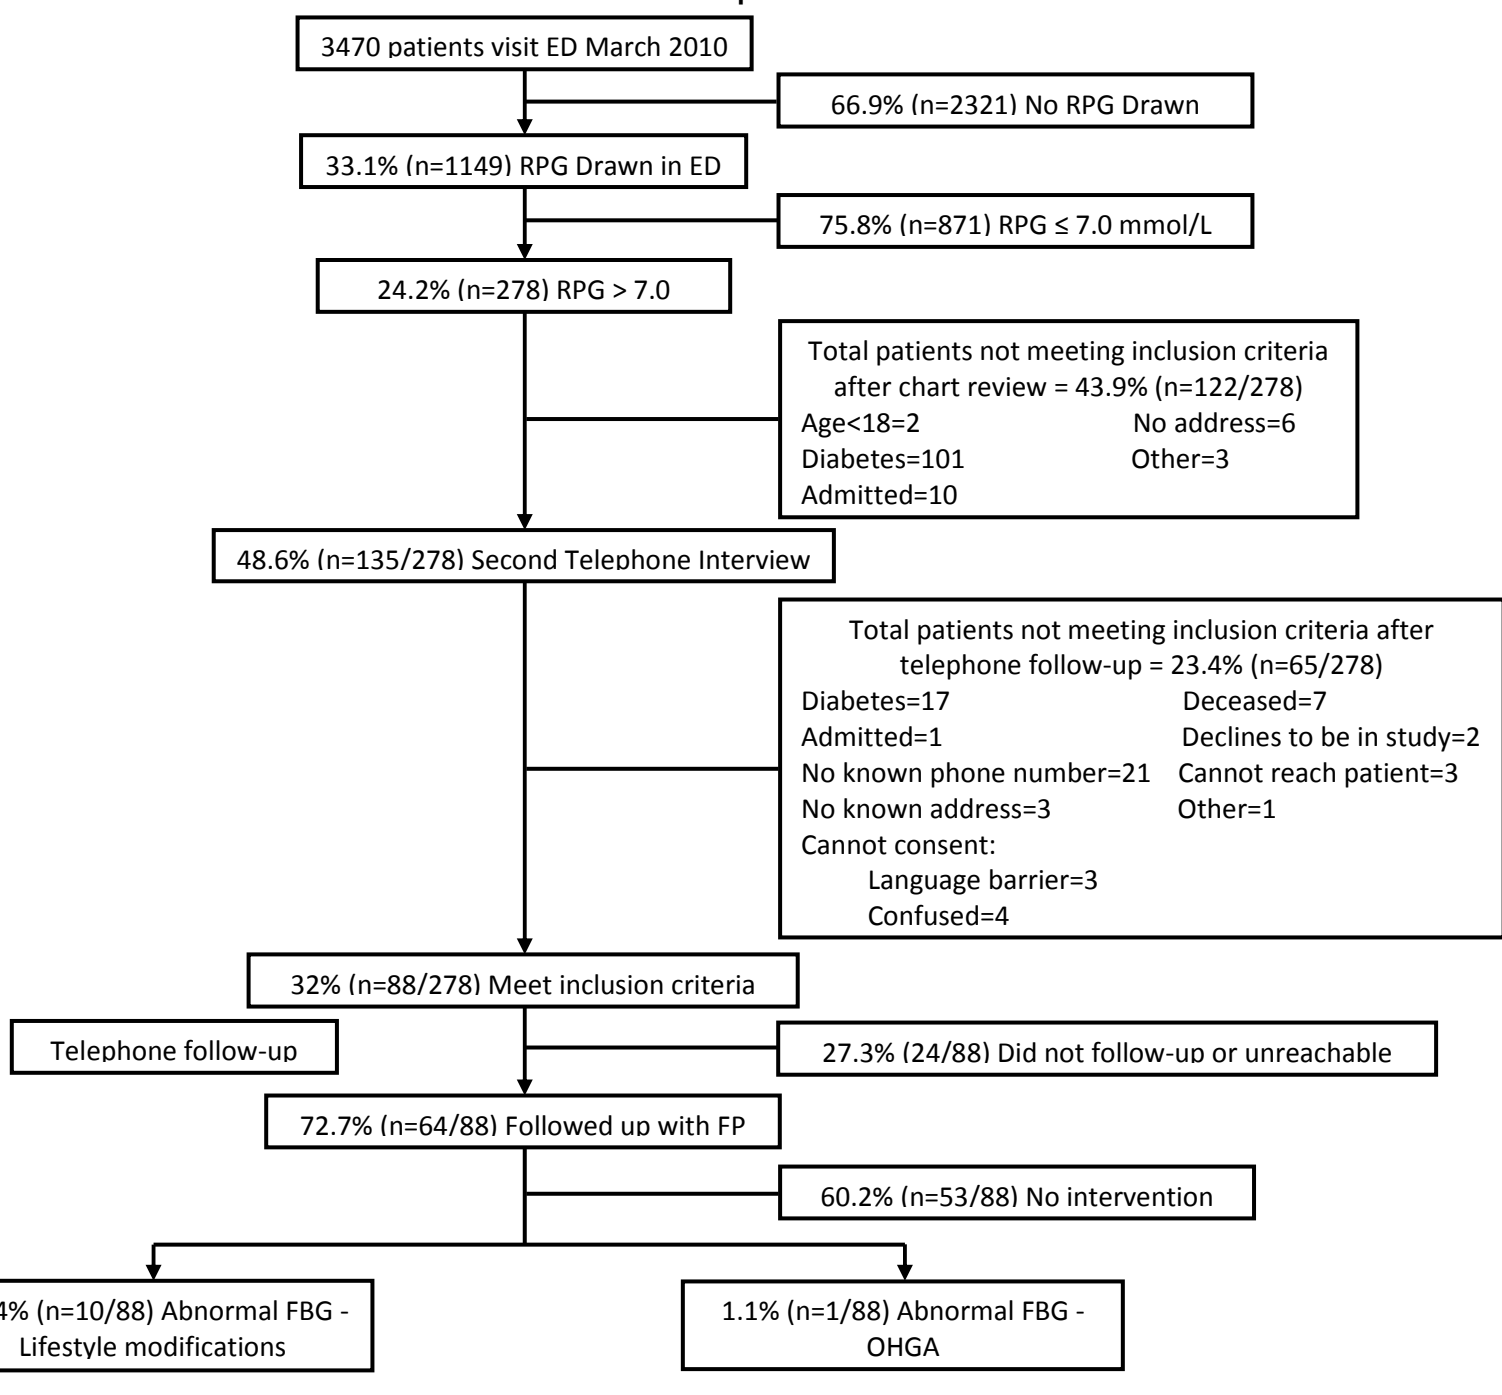 3470 patients visit ED March 2010
66.9% (n=2321) No RPG Drawn
33.1% (n=1149) RPG Drawn in ED
75.8% (n=871) RPG ≤ 7.0 mmol/L
24.2% (n=278) RPG > 7.0
Total patients not meeting inclusion criteria
after chart review = 43.9% (n=122/278)
Age<18=2 No address=6
Diabetes=101 Other=3
Admitted=10
48.6% (n=135/278) Second Telephone Interview
Total patients not meeting inclusion criteria after
telephone follow-up = 23.4% (n=65/278)
Diabetes=17 Deceased=7
Admitted=1 Declines to be in study=2
No known phone number=21 Cannot reach patient=3
No known address=3 Other=1
Cannot consent:
Language barrier=3
Confused=4
32% (n=88/278) Meet inclusion criteria
Telephone follow-up
27.3% (24/88) Did not follow-up or unreachable
72.7% (n=64/88) Followed up with FP
60.2% (n=53/88) No intervention
4% (n=10/88) Abnormal FBG -
Lifestyle modifications
1.1% (n=1/88) Abnormal FBG -
OHGA